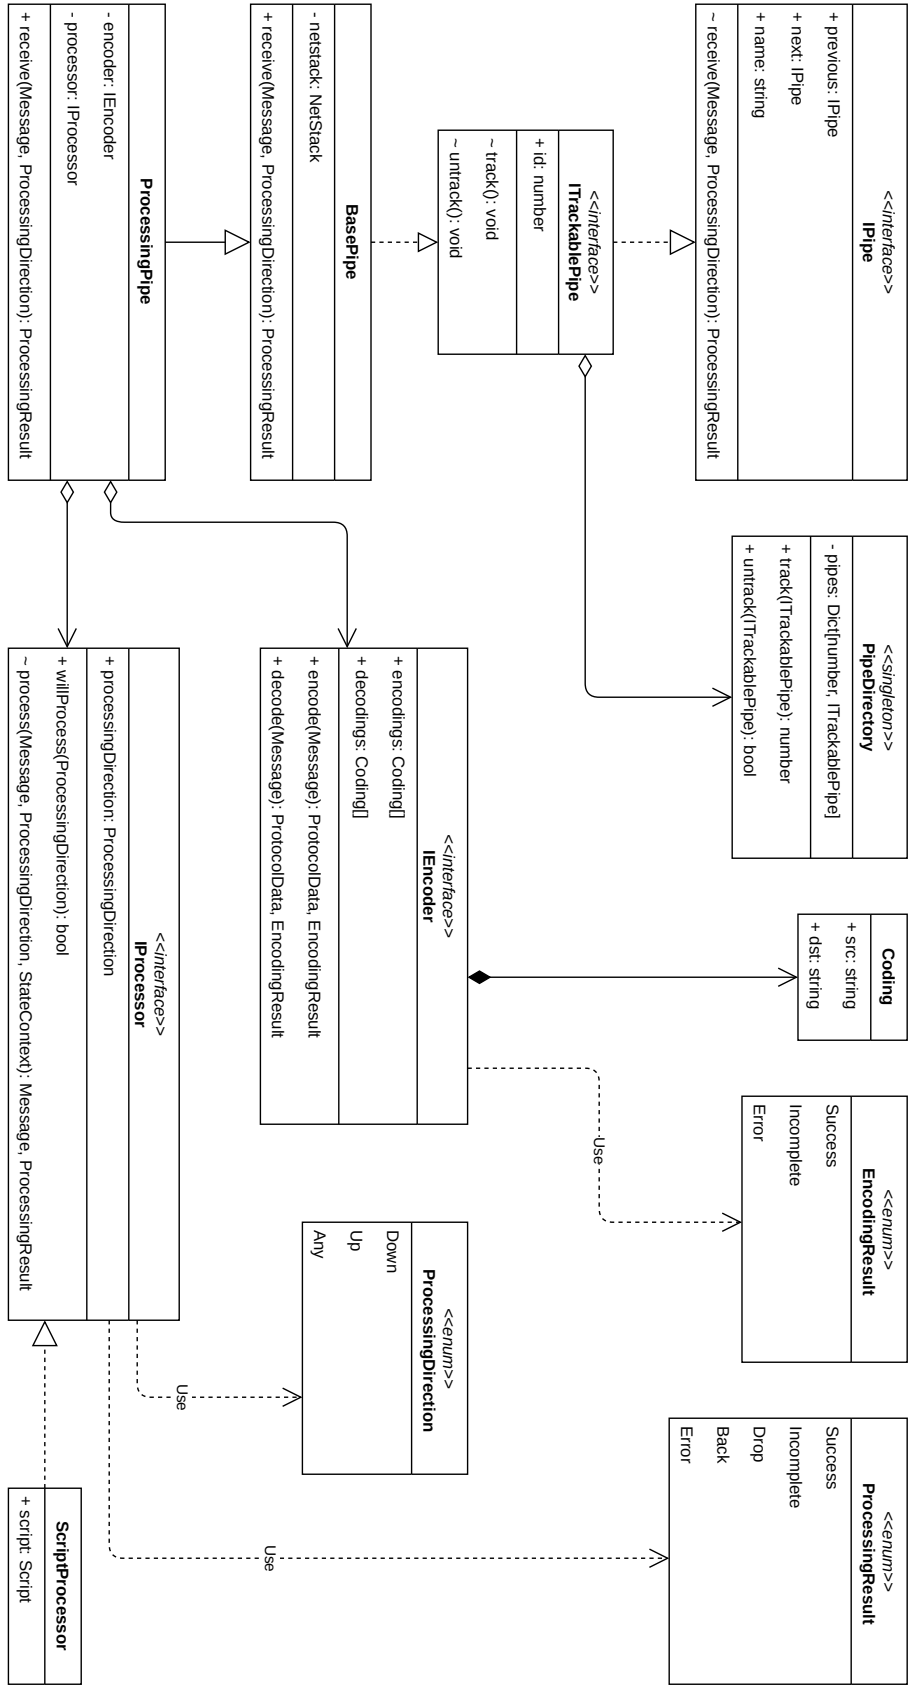 <<interface>>
IPipe
+ previous: IPipe
+ next: IPipe
+ name: string
~ receive(Message, ProcessingDirection): ProcessingResult
<<singleton>>
PipeDirectory
- pipes: Dict[number, ITrackablePipe]
+ track(ITrackablePipe): number
+ untrack(ITrackablePipe): bool
Coding
+ src: string
+ dst: string
<<enum>>
EncodingResult
Success
Incomplete
Error
<<enum>>
ProcessingResult
Success
Incomplete
Drop
Back
Error
<<interface>>
ITrackablePipe
+ id: number
~ track(): void
~ untrack(): void
Use
BasePipe
- netstack: NetStack
+ receive(Message, ProcessingDirection): ProcessingResult
<<interface>>
IEncoder
+ encodings: Coding[]
+ decodings: Coding[]
+ encode(Message): ProtocolData, EncodingResult
+ decode(Message): ProtocolData, EncodingResult
<<enum>>
ProcessingDirection
Down
Up
Any
Use
Use
ProcessingPipe
- encoder: IEncoder
- processor: IProcessor
+ receive(Message, ProcessingDirection): ProcessingResult
<<interface>>
IProcessor
+ processingDirection: ProcessingDirection
+ willProcess(ProcessingDirection): bool
~ process(Message, ProcessingDirection, StateContext): Message, ProcessingResult
ScriptProcessor
+ script: Script